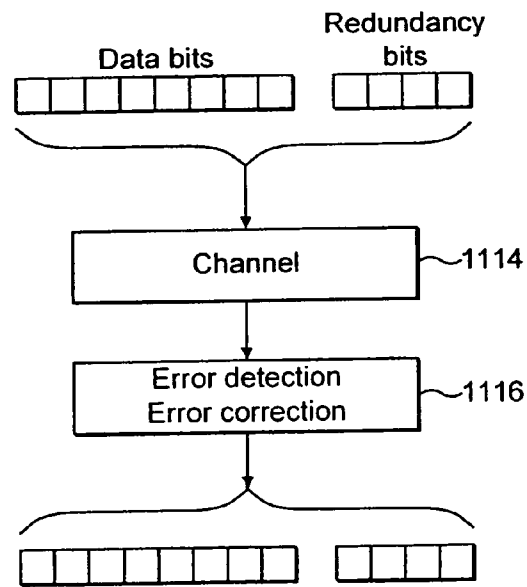 Redundancy
Data bits
bits
Channel
1114
Error detection
Error correction
1116